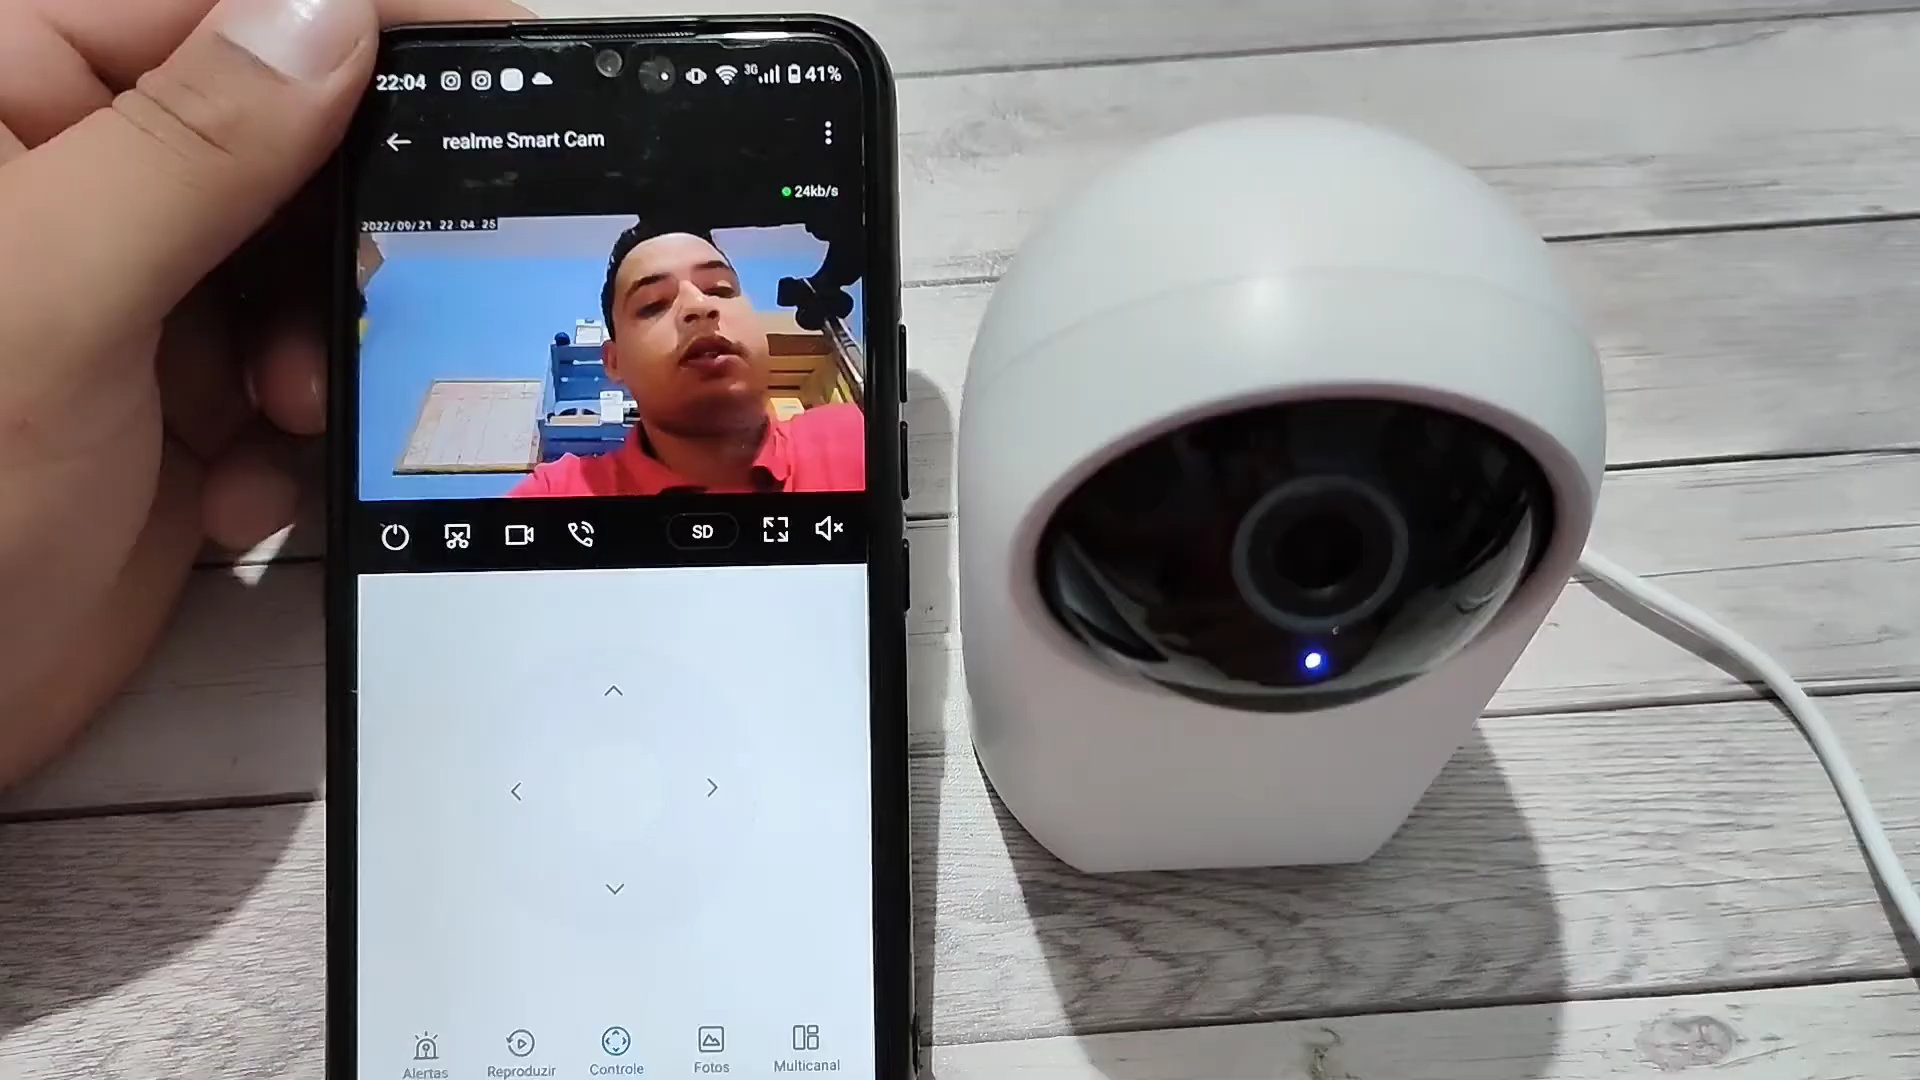 22:04 3G 41%
realme Smart Cam
24kb/s
2022/09/21 22 04 25
SD
Alertas Reproduzir Controle Fotos Multicanal